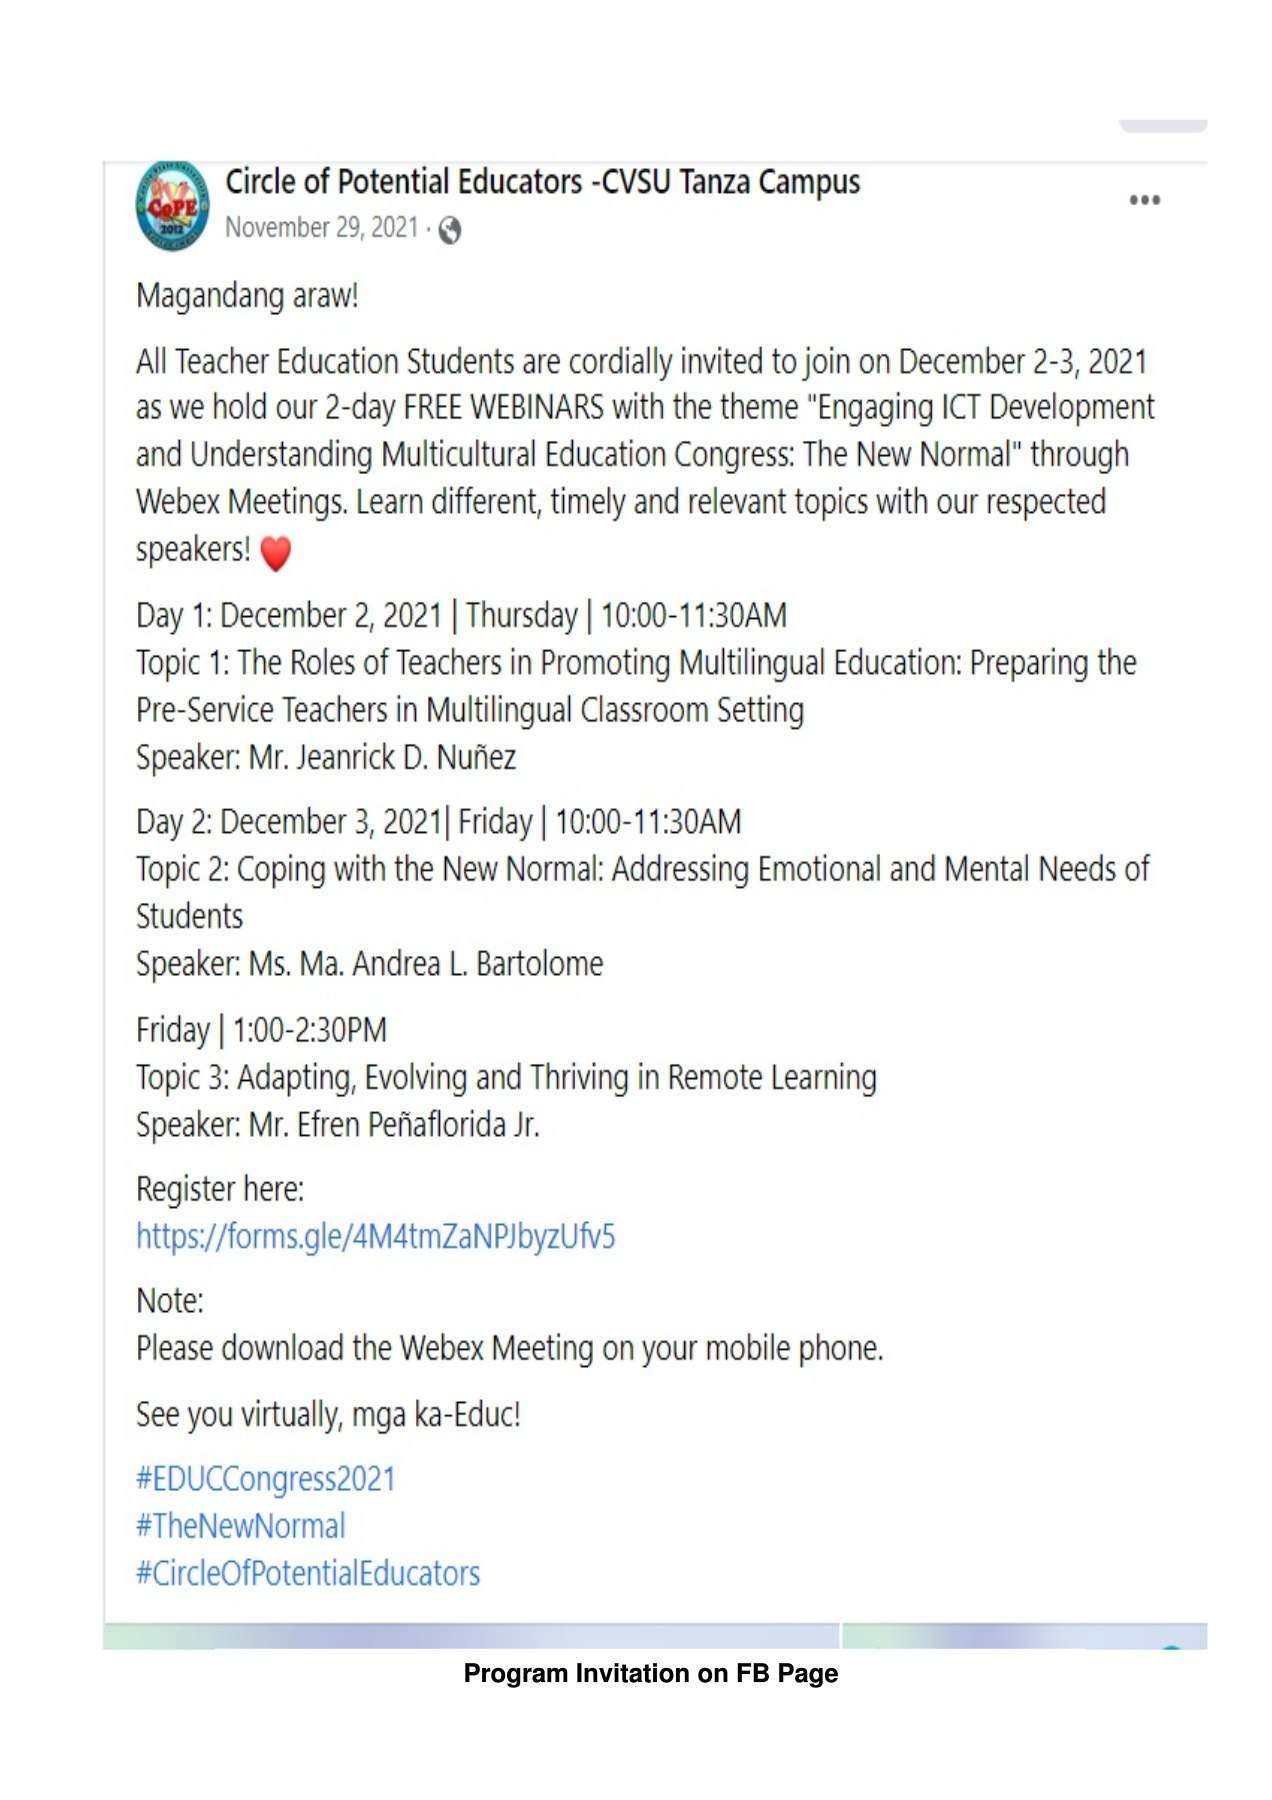 Circle of Potential Educators -CVSU Tanza Campus
November 29, 2021 ·
CoPE
2012
Magandang araw!
All Teacher Education Students are cordially invited to join on December 2-3, 2021
as we hold our 2-day FREE WEBINARS with the theme "Engaging ICT Development
and Understanding Multicultural Education Congress: The New Normal" through
Webex Meetings. Learn different, timely and relevant topics with our respected
speakers! ❤️
Day 1: December 2, 2021 | Thursday | 10:00-11:30AM
Topic 1: The Roles of Teachers in Promoting Multilingual Education: Preparing the
Pre-Service Teachers in Multilingual Classroom Setting
Speaker: Mr. Jeanrick D. Nuñez
Day 2: December 3, 2021| Friday | 10:00-11:30AM
Topic 2: Coping with the New Normal: Addressing Emotional and Mental Needs of
Students
Speaker: Ms. Ma. Andrea L. Bartolome
Friday | 1:00-2:30PM
Topic 3: Adapting, Evolving and Thriving in Remote Learning
Speaker: Mr. Efren Peñaflorida Jr.
Register here:
https://forms.gle/4M4tmZaNPJbyzUfv5
Note:
Please download the Webex Meeting on your mobile phone.
See you virtually, mga ka-Educ!
#EDUCCongress2021
#TheNewNormal
#CircleOfPotentialEducators
Program Invitation on FB Page